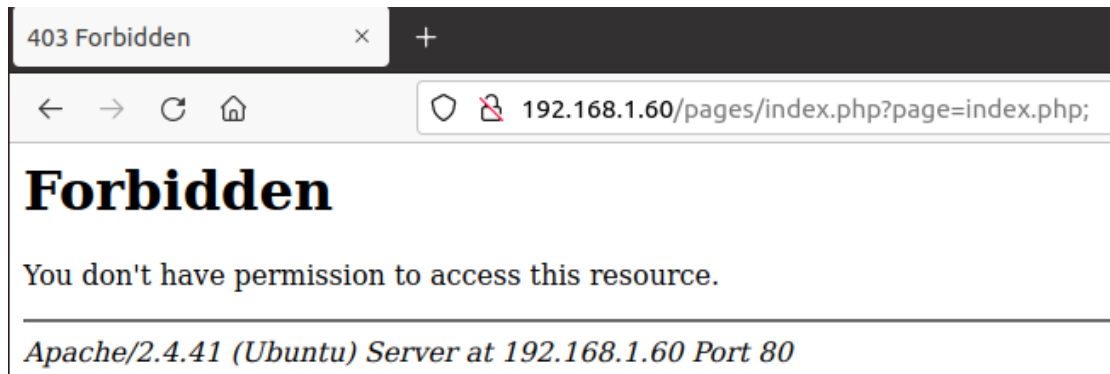 403 Forbidden
192.168.1.60/pages/index.php?page=index.php;
Forbidden
You don't have permission to access this resource.
Apache/2.4.41 (Ubuntu) Server at 192.168.1.60 Port 80